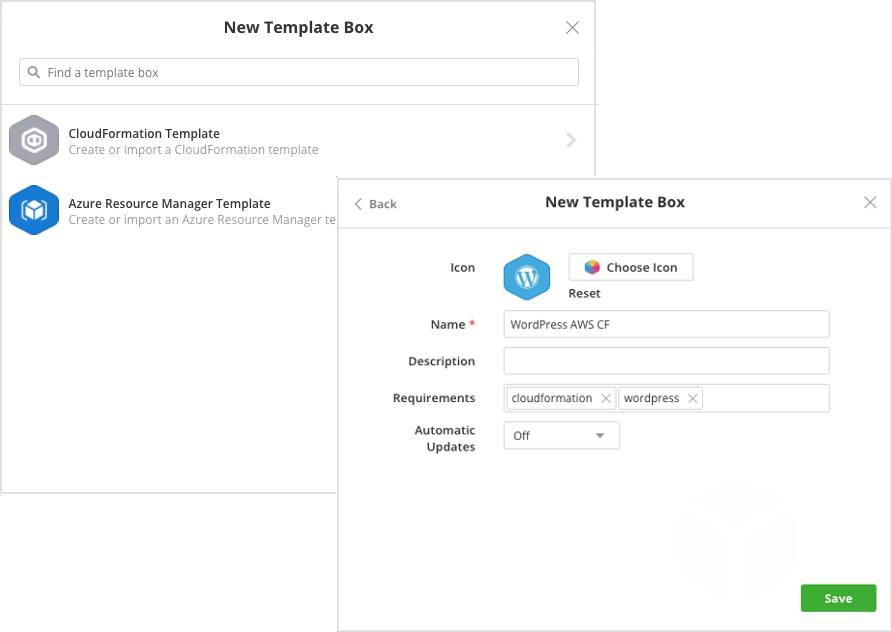 New Template Box
Find a template box
CloudFormation Template
Create or import a CloudFormation template
Azure Resource Manager Template
Create or import an Azure Resource Manager te
Back
New Template Box
Icon
Choose Icon
Reset
Name *
WordPress AWS CF
Description
Requirements
cloudformation
wordpress
Automatic
Updates
Off
Save